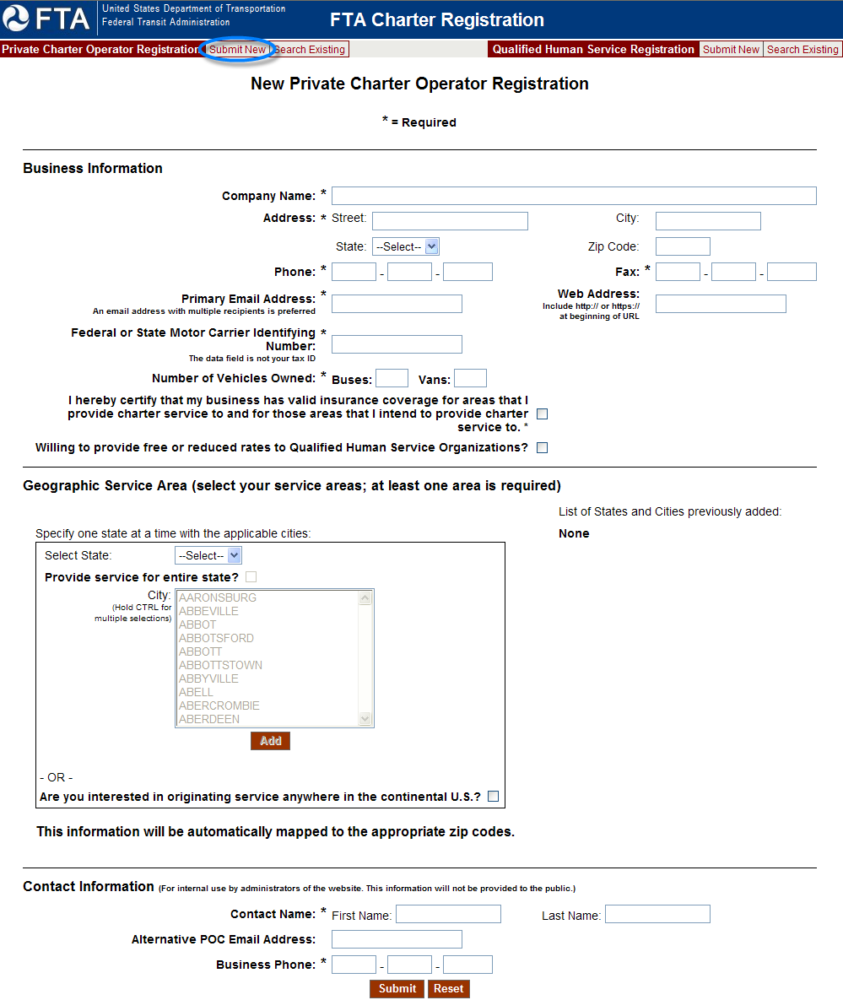 FTA
United States Department of Transportation
Federal Transit Administration
FTA Charter Registration
Private Charter Operator Registration Submit New Search Existing
Qualified Human Service Registration Submit New Search Existing
New Private Charter Operator Registration
* = Required
Business Information
Company Name: *
Address: * Street: City:
State: --Select-- Zip Code:
Phone: * - - Fax: * - -
Primary Email Address: *
An email address with multiple recipients is preferred
Web Address:
Include http:// or https://
at beginning of URL
Federal or State Motor Carrier Identifying *
Number:
The data field is not your tax ID
Number of Vehicles Owned: * Buses: Vans:
I hereby certify that my business has valid insurance coverage for areas that I
provide charter service to and for those areas that I intend to provide charter
service to. *
Willing to provide free or reduced rates to Qualified Human Service Organizations?
Geographic Service Area (select your service areas; at least one area is required)
List of States and Cities previously added:
None
Specify one state at a time with the applicable cities:
Select State: --Select--
Provide service for entire state?
City:
(Hold CTRL for
multiple selections)
AARONSBURG
ABBEVILLE
ABBOT
ABBOTSFORD
ABBOTT
ABBOTTSTOWN
ABBYVILLE
ABELL
ABERCROMBIE
ABERDEEN
Add
- OR -
Are you interested in originating service anywhere in the continental U.S.?
This information will be automatically mapped to the appropriate zip codes.
Contact Information (For internal use by administrators of the website. This information will not be provided to the public.)
Contact Name: * First Name: Last Name:
Alternative POC Email Address:
Business Phone: * - -
Submit Reset